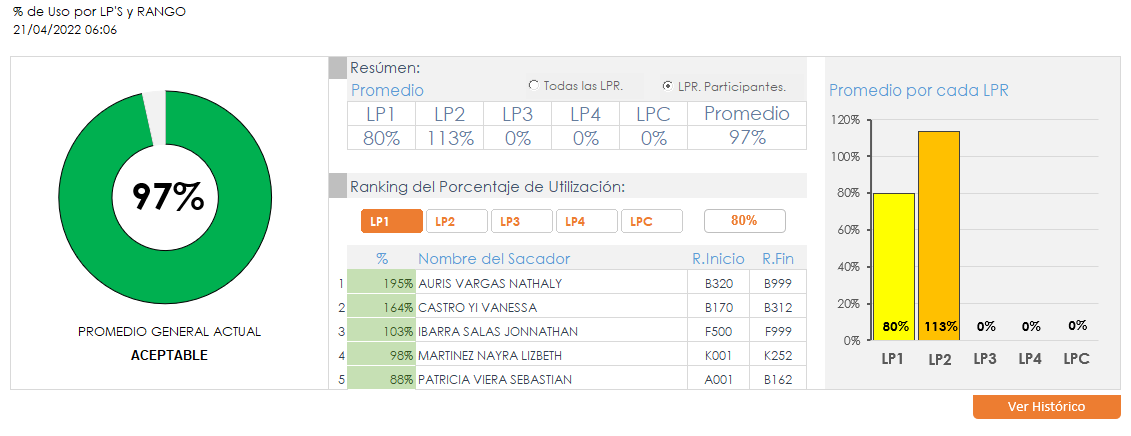 % de Uso por LP'S y RANGO
21/04/2022 06:06
97%
PROMEDIO GENERAL ACTUAL
ACEPTABLE
Resúmen:
Promedio
Todas las LPR.
LPR. Participantes.
LP1 LP2 LP3 LP4 LPC Promedio
80% 113% 0% 0% 0% 97%
Ranking del Porcentaje de Utilización:
LP1 LP2 LP3 LP4 LPC 80%
% Nombre del Sacador R.Inicio R.Fin
1 195% AURIS VARGAS NATHALY B320 B999
2 164% CASTRO YI VANESSA B170 B312
3 103% IBARRA SALAS JONNATHAN F500 F999
4 98% MARTINEZ NAYRA LIZBETH K001 K252
5 88% PATRICIA VIERA SEBASTIAN A001 B162
Promedio por cada LPR
120%
100%
80%
60%
40%
20%
0%
80% 113% 0% 0% 0%
LP1 LP2 LP3 LP4 LPC
Ver Histórico